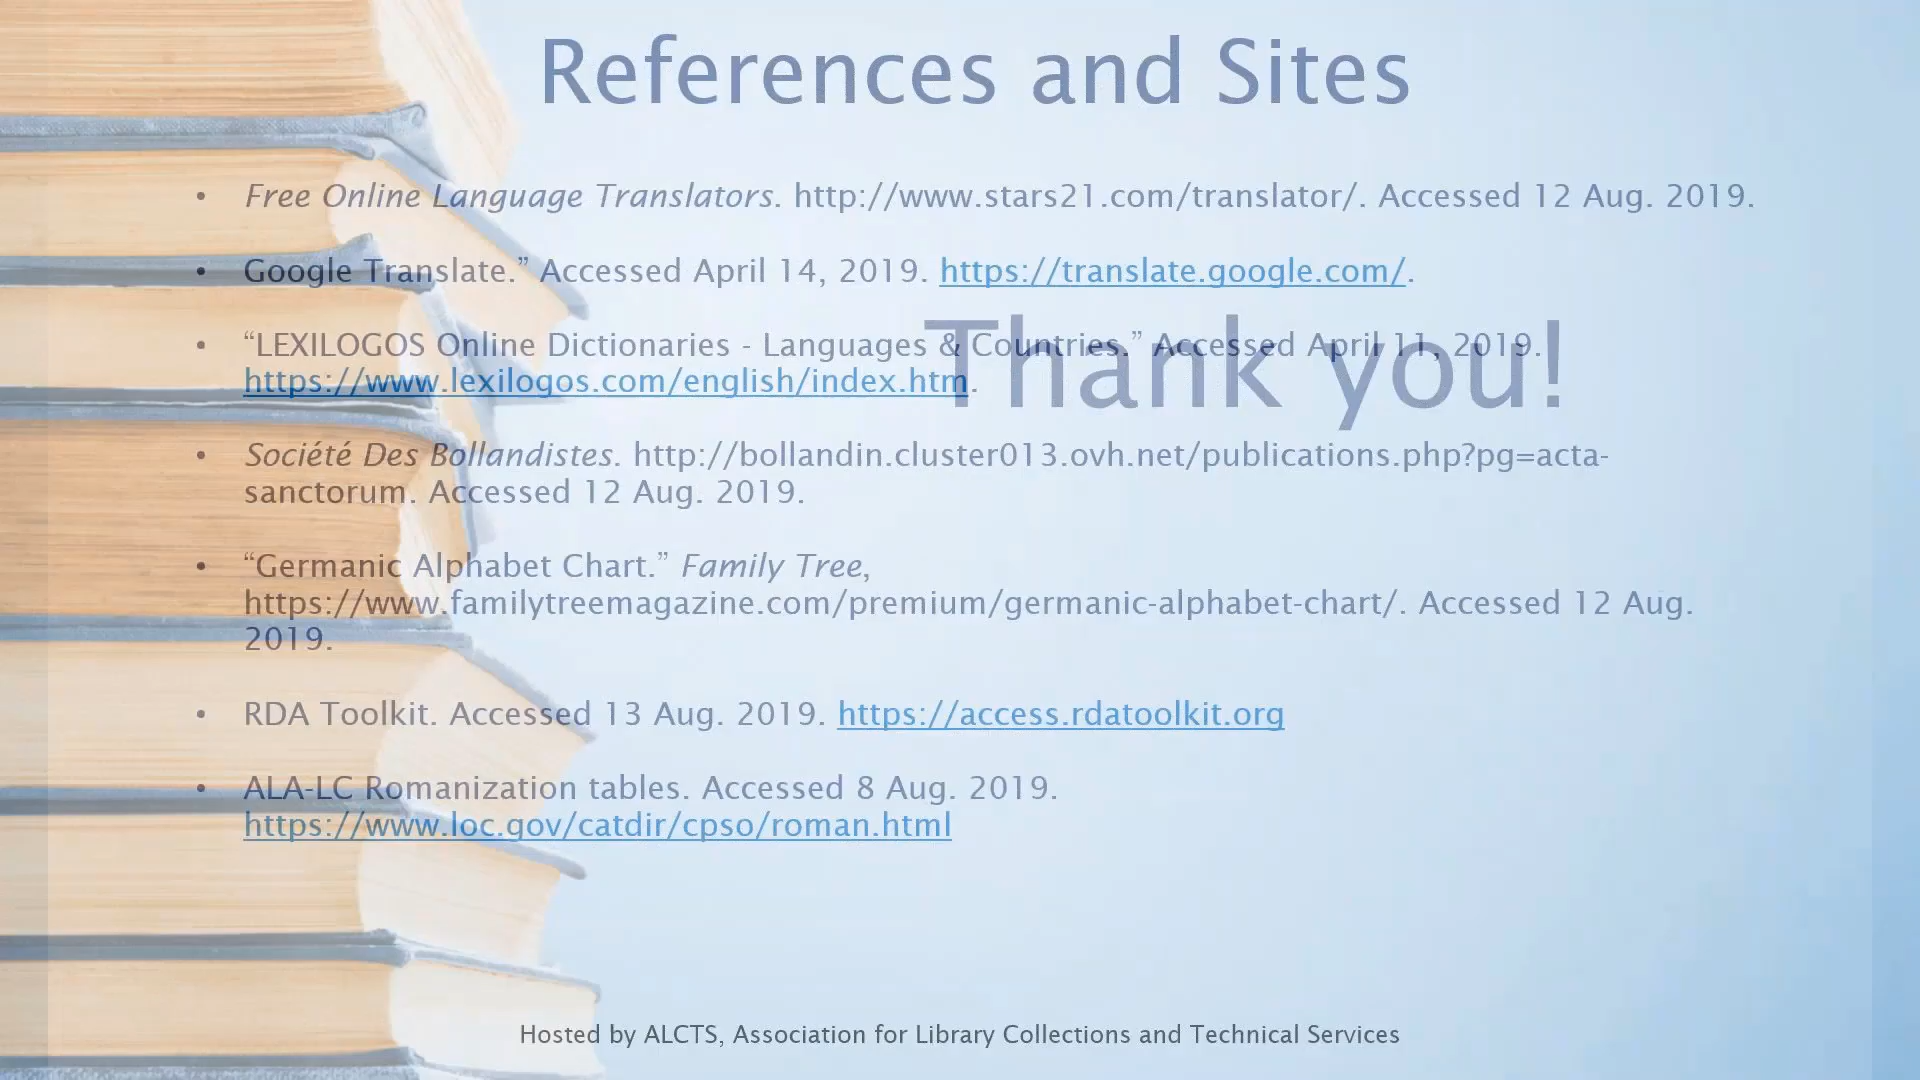 References and Sites
• Free Online Language Translators. http://www.stars21.com/translator/. Accessed 12 Aug. 2019.
• Google Translate.” Accessed April 14, 2019. https://translate.google.com/.
• “LEXILOGOS Online Dictionaries - Languages & Countries.” Accessed April 11, 2019.
https://www.lexilogos.com/english/index.htm.
Thank you!
• Société Des Bollandistes. http://bollandin.cluster013.ovh.net/publications.php?pg=acta-
sanctorum. Accessed 12 Aug. 2019.
• “Germanic Alphabet Chart.” Family Tree,
https://www.familytreemagazine.com/premium/germanic-alphabet-chart/. Accessed 12 Aug.
2019.
• RDA Toolkit. Accessed 13 Aug. 2019. https://access.rdatoolkit.org
• ALA-LC Romanization tables. Accessed 8 Aug. 2019.
https://www.loc.gov/catdir/cpso/roman.html
Hosted by ALCTS, Association for Library Collections and Technical Services